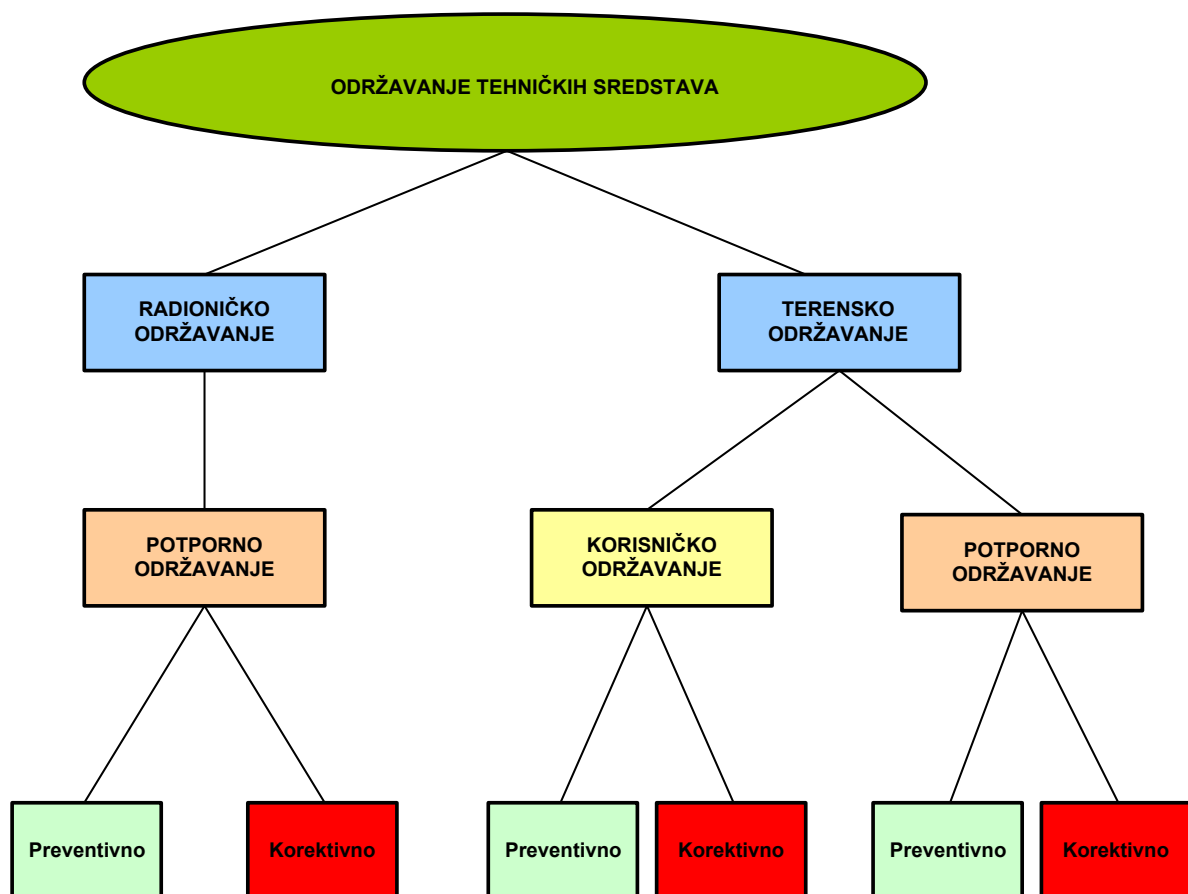 ODRŽAVANJE TEHNIČKIH SREDSTAVA
RADIONIČKO
ODRŽAVANJE
TERENSKO
ODRŽAVANJE
POTPORNO
ODRŽAVANJE
KORISNIČKO
ODRŽAVANJE
POTPORNO
ODRŽAVANJE
Preventivno
Korektivno
Preventivno
Korektivno
Preventivno
Korektivno